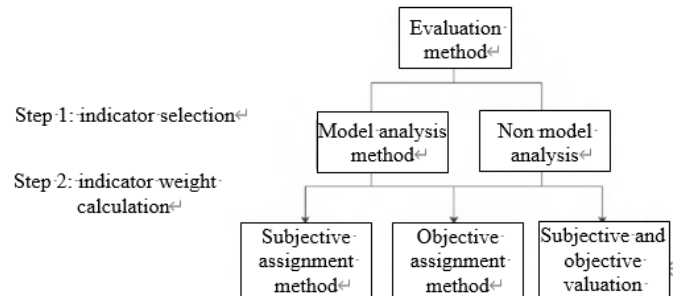 Evaluation
method
Step 1: indicator selection
Model analysis
method
Non model
analysis
Step 2: indicator weight
calculation
Subjective
assignment
method
Objective
assignment
method
Subjective and
objective
valuation